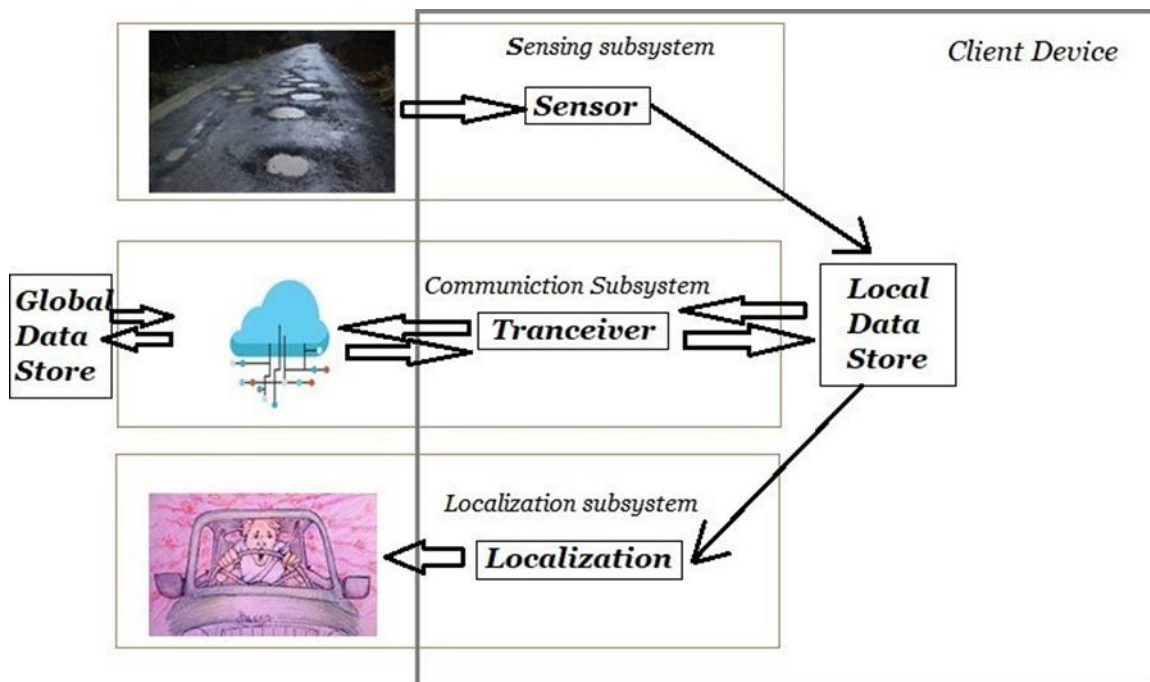 Sensing subsystem
Client Device
Sensor
Communiction Subsystem
Global
Data
Store
Tranceiver
Local
Data
Store
Localization subsystem
Localization